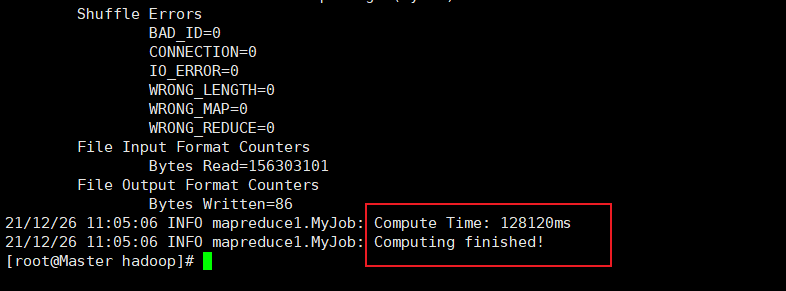 Shuffle Errors
BAD_ID=0
CONNECTION=0
IO_ERROR=0
WRONG_LENGTH=0
WRONG_MAP=0
WRONG_REDUCE=0
File Input Format Counters
Bytes Read=156303101
File Output Format Counters
Bytes Written=86
21/12/26 11:05:06 INFO mapreduce1.MyJob: Compute Time: 128120ms
21/12/26 11:05:06 INFO mapreduce1.MyJob: Computing finished!
[root@Master hadoop]#